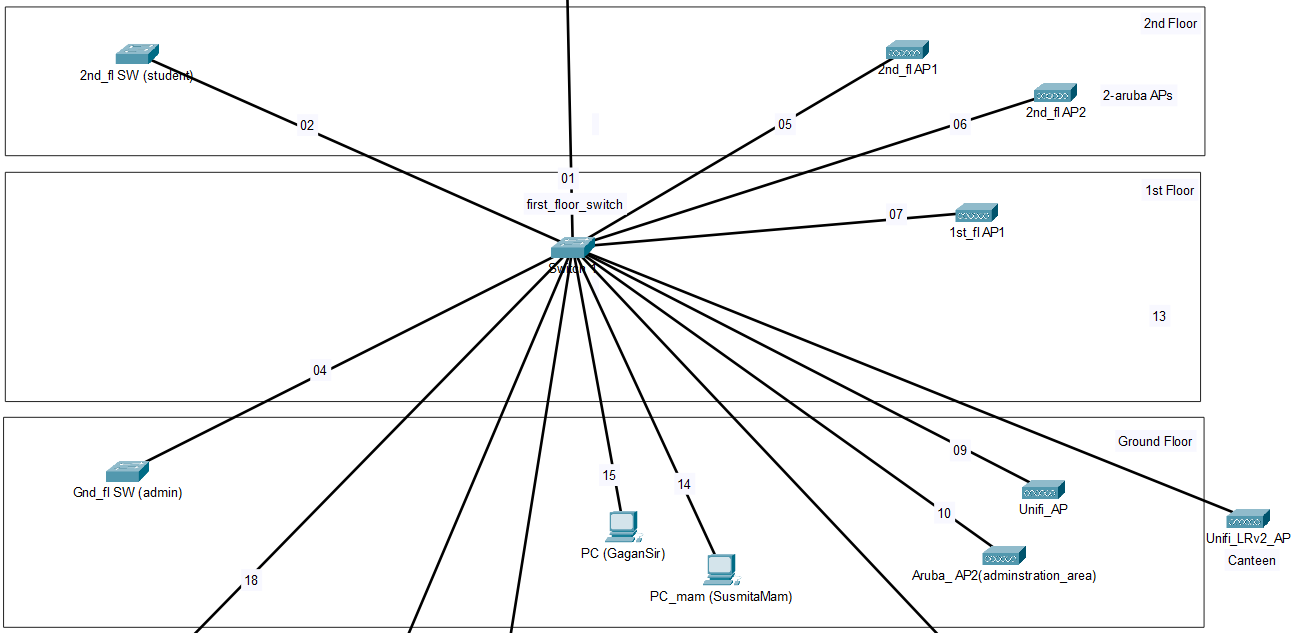 2nd Floor
2nd_fl SW (student)
2nd_fl AP1
2nd_fl AP2
2-aruba APs
02
05
06
01
1st Floor
first_floor_switch
07
1st_fl AP1
Switch 1
13
04
Ground Floor
09
15
14
Gnd_fl SW (admin)
10
Unifi_AP
Unifi_LRv2_AP
Canteen
PC (GaganSir)
18
Aruba_ AP2(adminstration_area)
PC_mam (SusmitaMam)